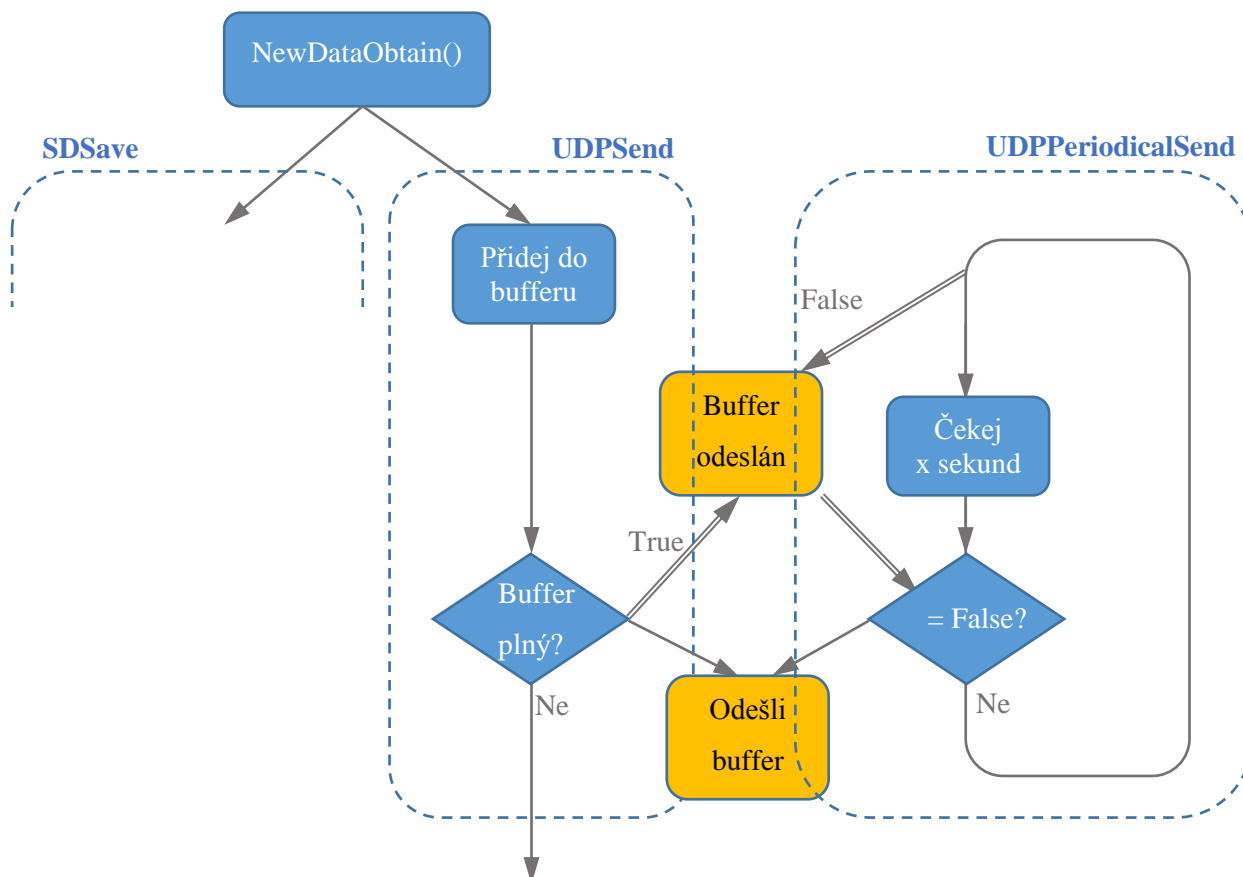 NewDataObtain()
SDSave
UDPSend
UDPPeriodicalSend
Přidej do
bufferu
False
Buffer
odeslán
Čekej
x sekund
True
Buffer
plný?
= False?
Ne
Odešli
buffer
Ne